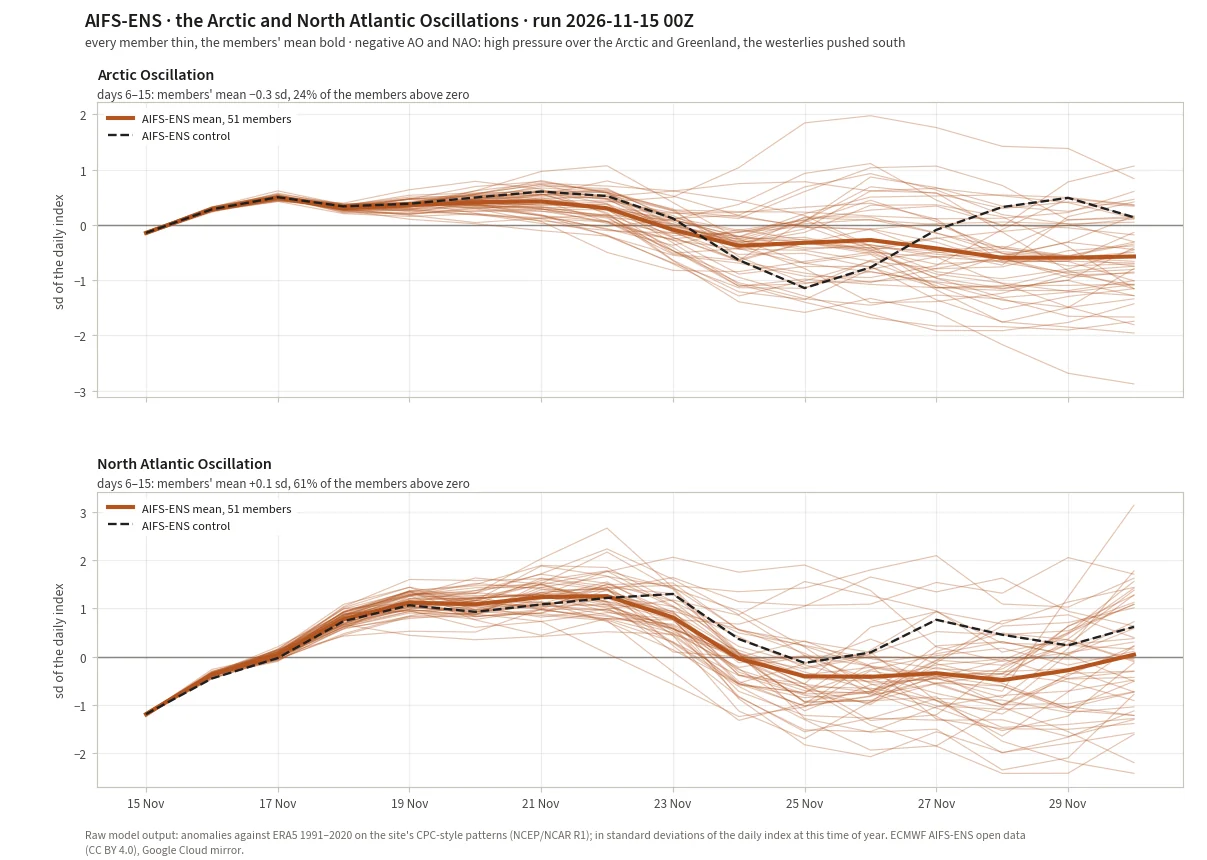 AIFS-ENS · the Arctic and North Atlantic Oscillations · run 2026-11-15 00Z
every member thin, the members' mean bold · negative AO and NAO: high pressure over the Arctic and Greenland, the westerlies pushed south
Arctic Oscillation
days 6–15: members' mean −0.3 sd, 24% of the members above zero
AIFS-ENS mean, 51 members
AIFS-ENS control
sd of the daily index
2
1
0
−1
−2
−3
North Atlantic Oscillation
days 6–15: members' mean +0.1 sd, 61% of the members above zero
AIFS-ENS mean, 51 members
AIFS-ENS control
sd of the daily index
3
2
1
0
−1
−2
15 Nov 17 Nov 19 Nov 21 Nov 23 Nov 25 Nov 27 Nov 29 Nov
Raw model output: anomalies against ERA5 1991–2020 on the site's CPC-style patterns (NCEP/NCAR R1); in standard deviations of the daily index at this time of year. ECMWF AIFS-ENS open data
(CC BY 4.0), Google Cloud mirror.